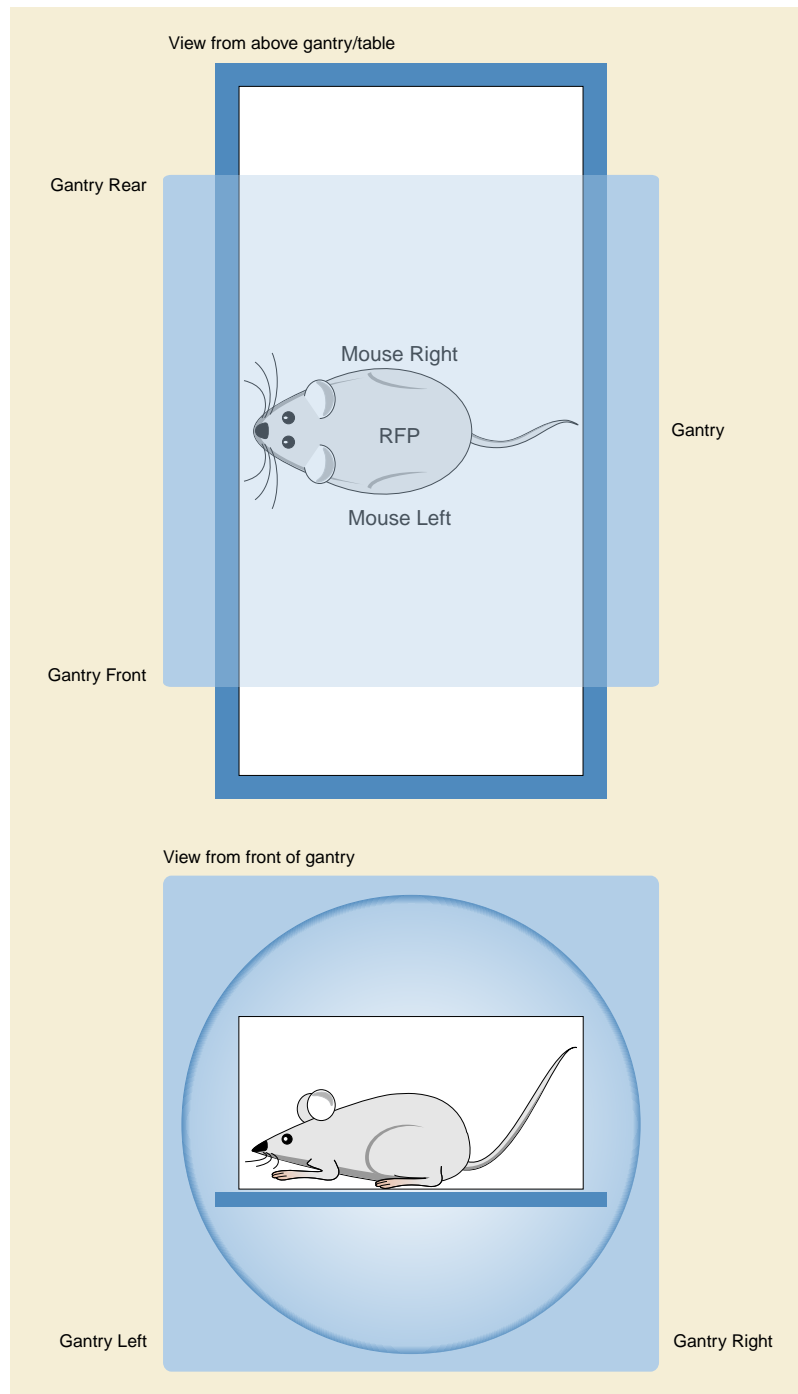 View from above gantry/table
Gantry Rear
Mouse Right
RFP
Gantry
Mouse Left
Gantry Front
View from front of gantry
Gantry Left
Gantry Right